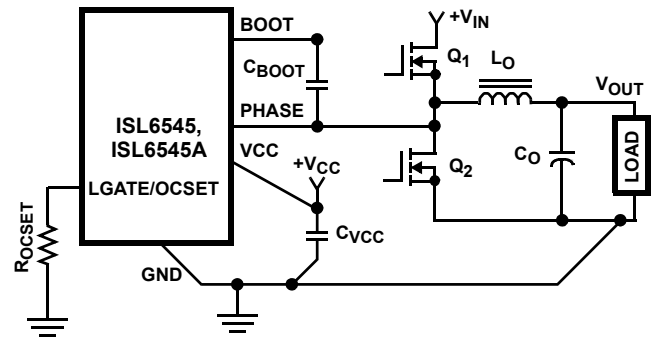 +VIN
BOOT
Q1
LO
CBOOT
VOUT
PHASE
ISL6545,
ISL6545A
VCC
+VCC
Q2
CO
LOAD
LGATE/OCSET
CVCC
ROCSET
GND